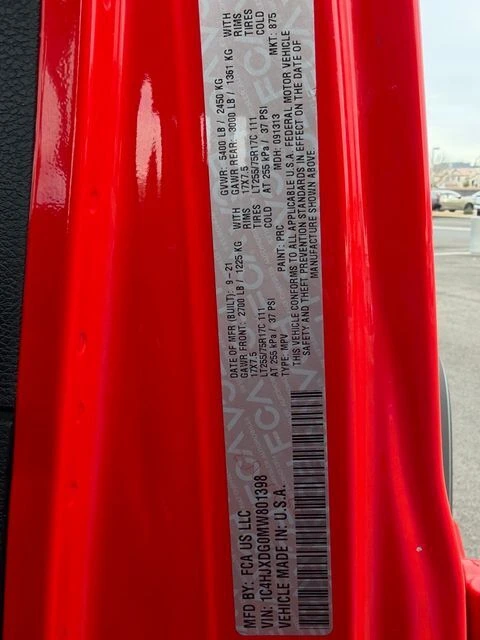 MFD BY: FCA US LLC
VIN: 1C4HJXDG0MW801398
VEHICLE MADE IN: U.S.A.
DATE OF MFR (BUILT): 9-21
GVWR: 5400 LB / 2450 KG
GAWR FRONT: 2700 LB / 1225 KG WITH
GAWR REAR: 3000 LB / 1361 KG WITH
17X7.5 RIMS
17X7.5 RIMS
LT255/75R17C 111 TIRES
LT255/75R17C 111 TIRES
AT 255 kPa / 37 PSI COLD
AT 255 kPa / 37 PSI COLD
TYPE: MPV PAINT: PRC MDH: 091313 MKT: 875
THIS VEHICLE CONFORMS TO ALL APPLICABLE U.S.A. FEDERAL MOTOR VEHICLE
SAFETY AND THEFT PREVENTION STANDARDS IN EFFECT ON THE DATE OF
MANUFACTURE SHOWN ABOVE.